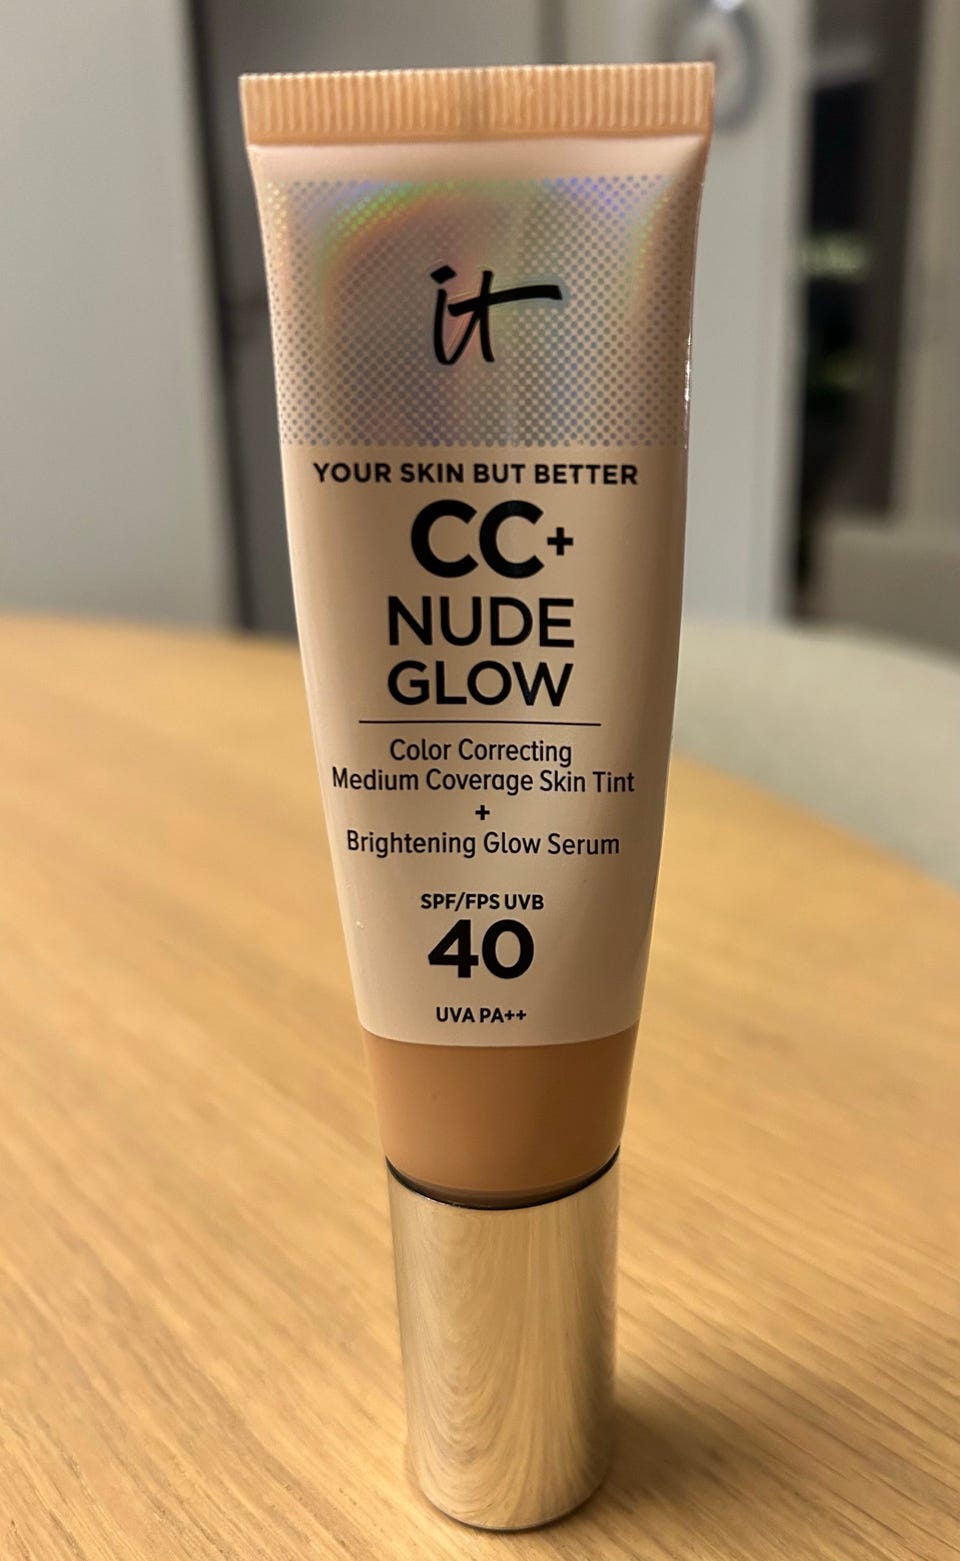 it
YOUR SKIN BUT BETTER
CC+
NUDE
GLOW
Color Correcting
Medium Coverage Skin Tint
+
Brightening Glow Serum
SPF/FPS UVB
40
UVA PA++